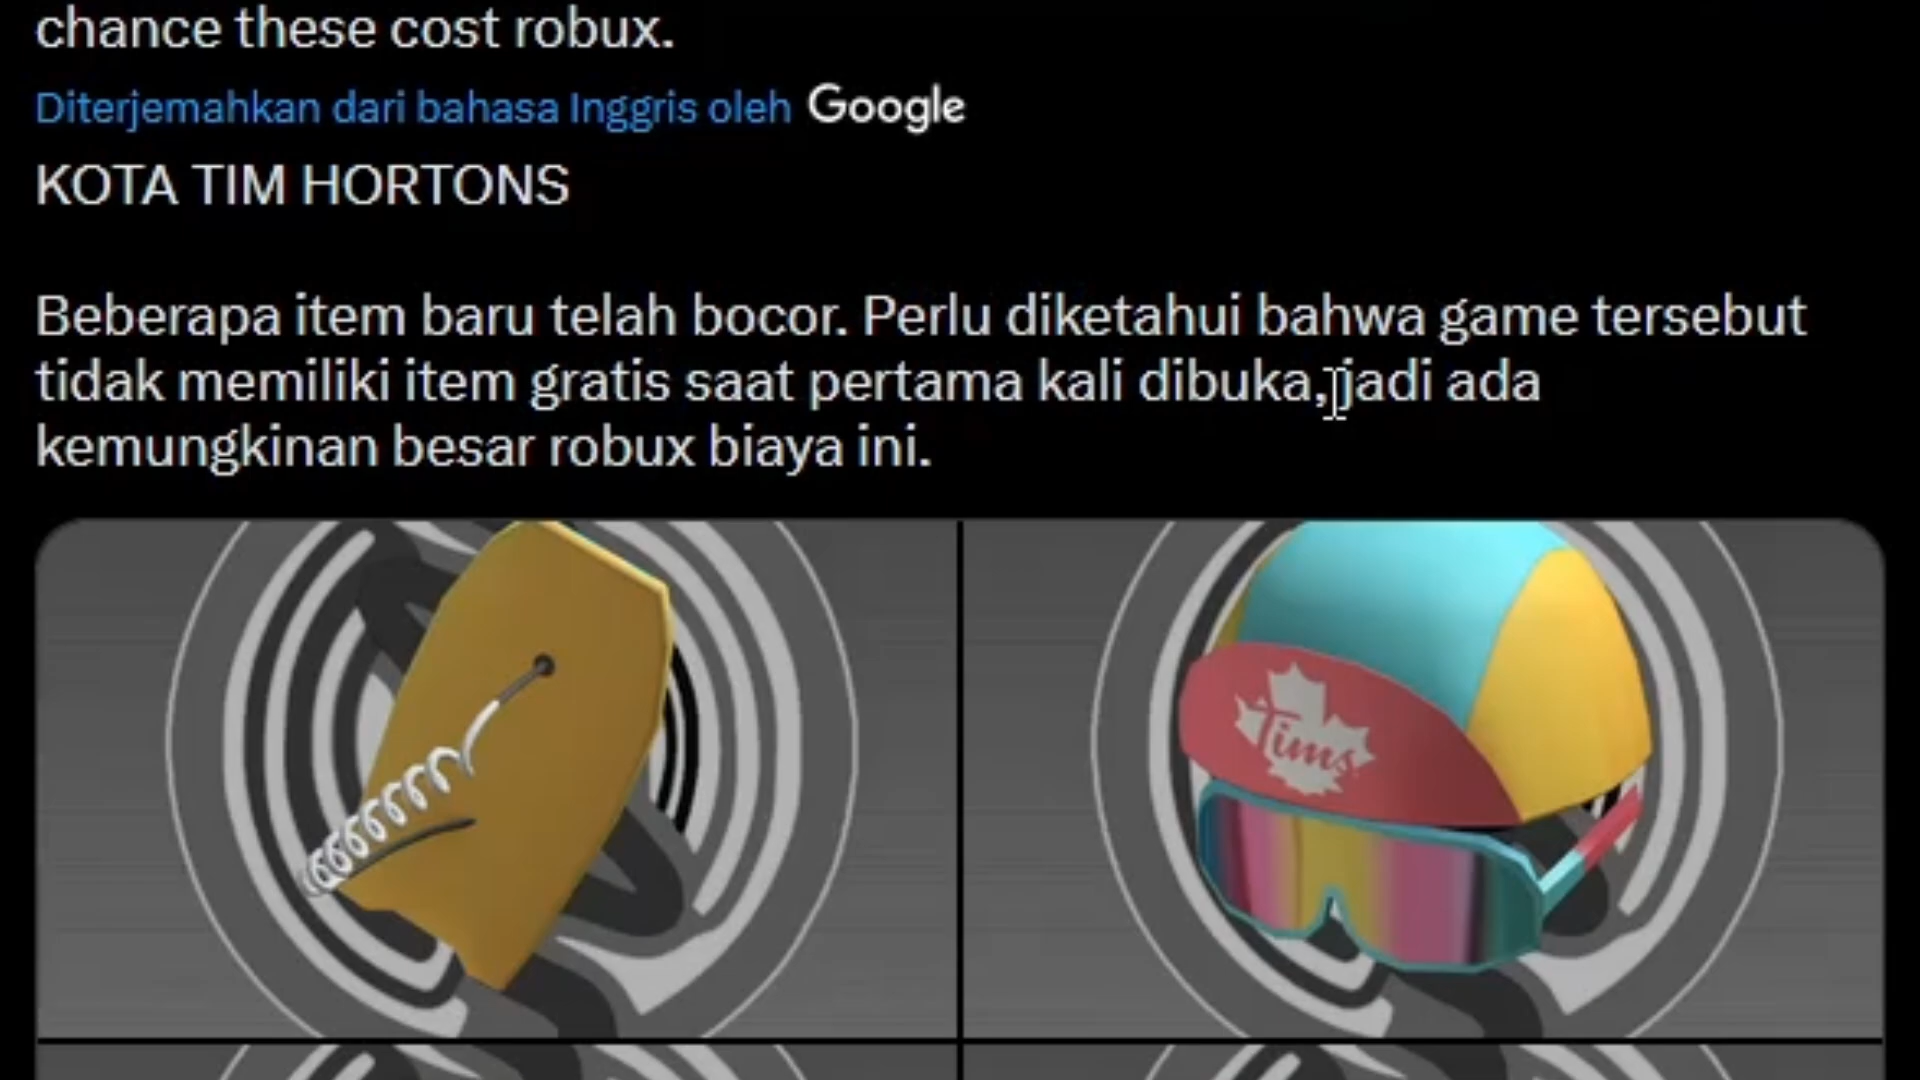 chance these cost robux.
Diterjemahkan dari bahasa Inggris oleh Google
KOTA TIM HORTONS
Beberapa item baru telah bocor. Perlu diketahui bahwa game tersebut
tidak memiliki item gratis saat pertama kali dibuka, jadi ada
kemungkinan besar robux biaya ini.
Tims